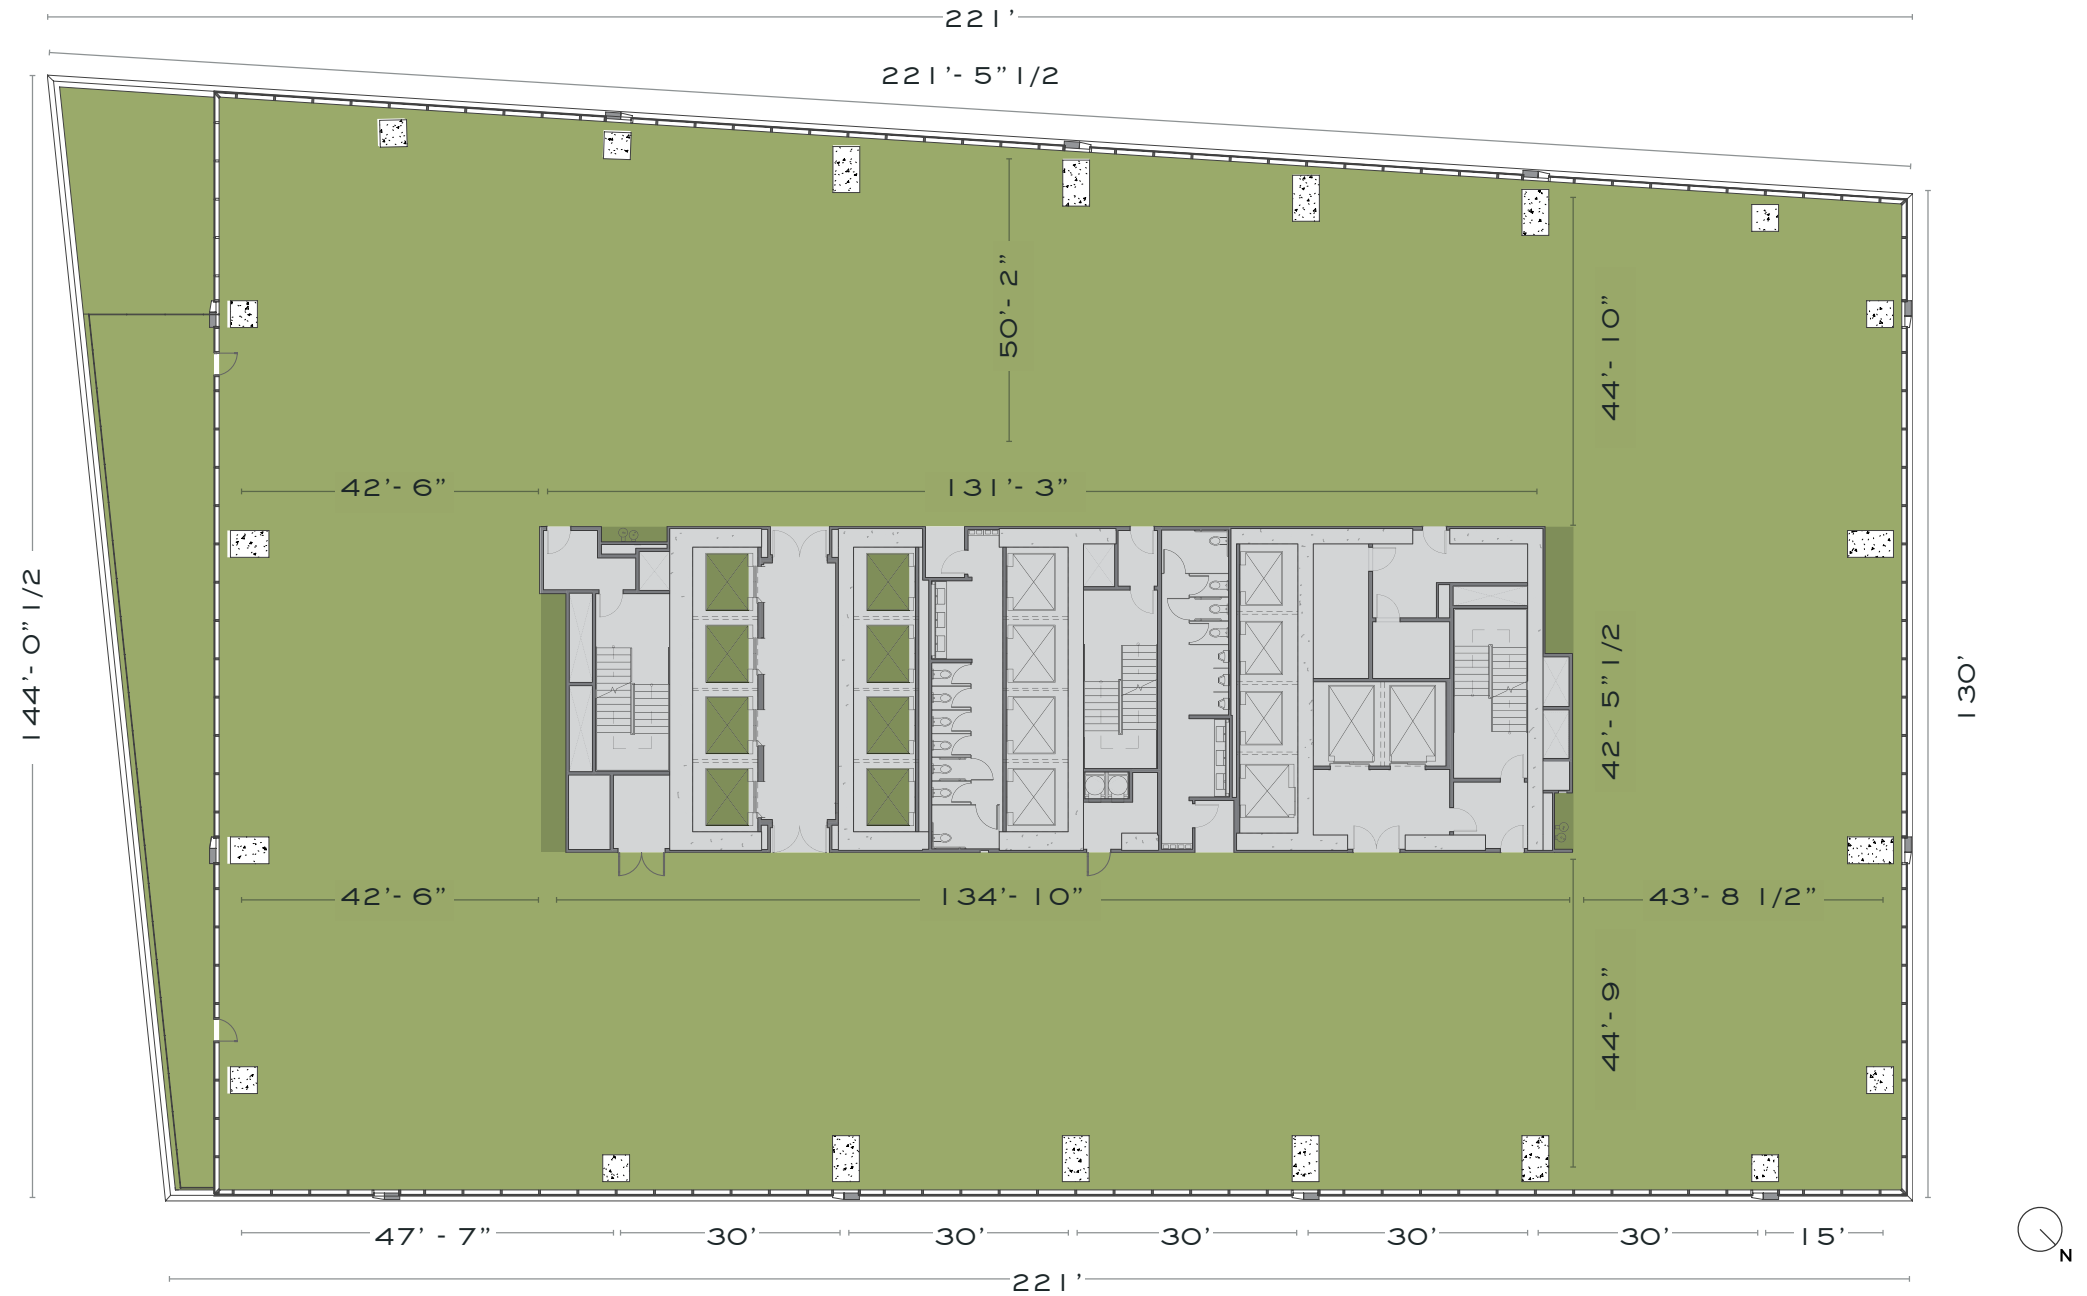 221'
221'- 5” 1/2
50'- 2”
44'- 10”
42'- 6”
131'- 3”
144'- 0” 1/2
42'- 5” 1/2
130'
42'- 6”
134'- 10”
43'- 8 1/2”
44'- 9”
47' - 7”
30'
30'
30'
30'
30'
15'
N
221'